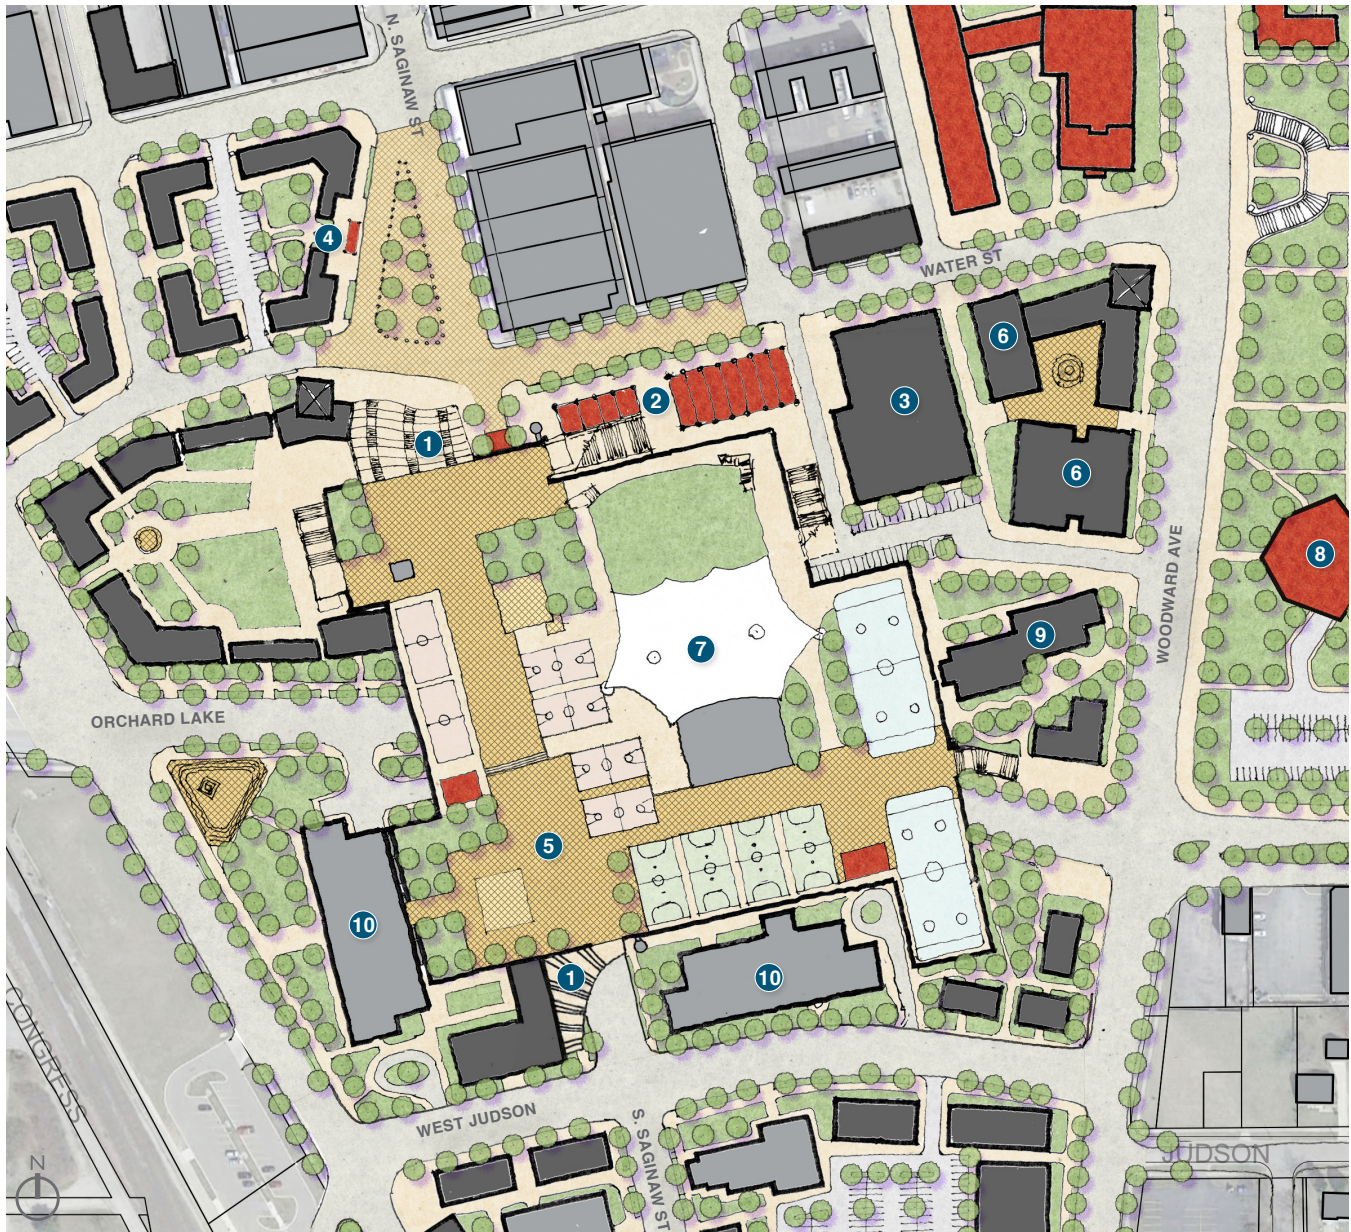 N. SAGINAW ST
4
WATER ST
6
2
3
1
6
8
WOODWARD AVE
9
7
ORCHARD LAKE
5
10
10
1
CONGRESS
WEST JUDSON
S. SAGINAW ST
JUDSON
N